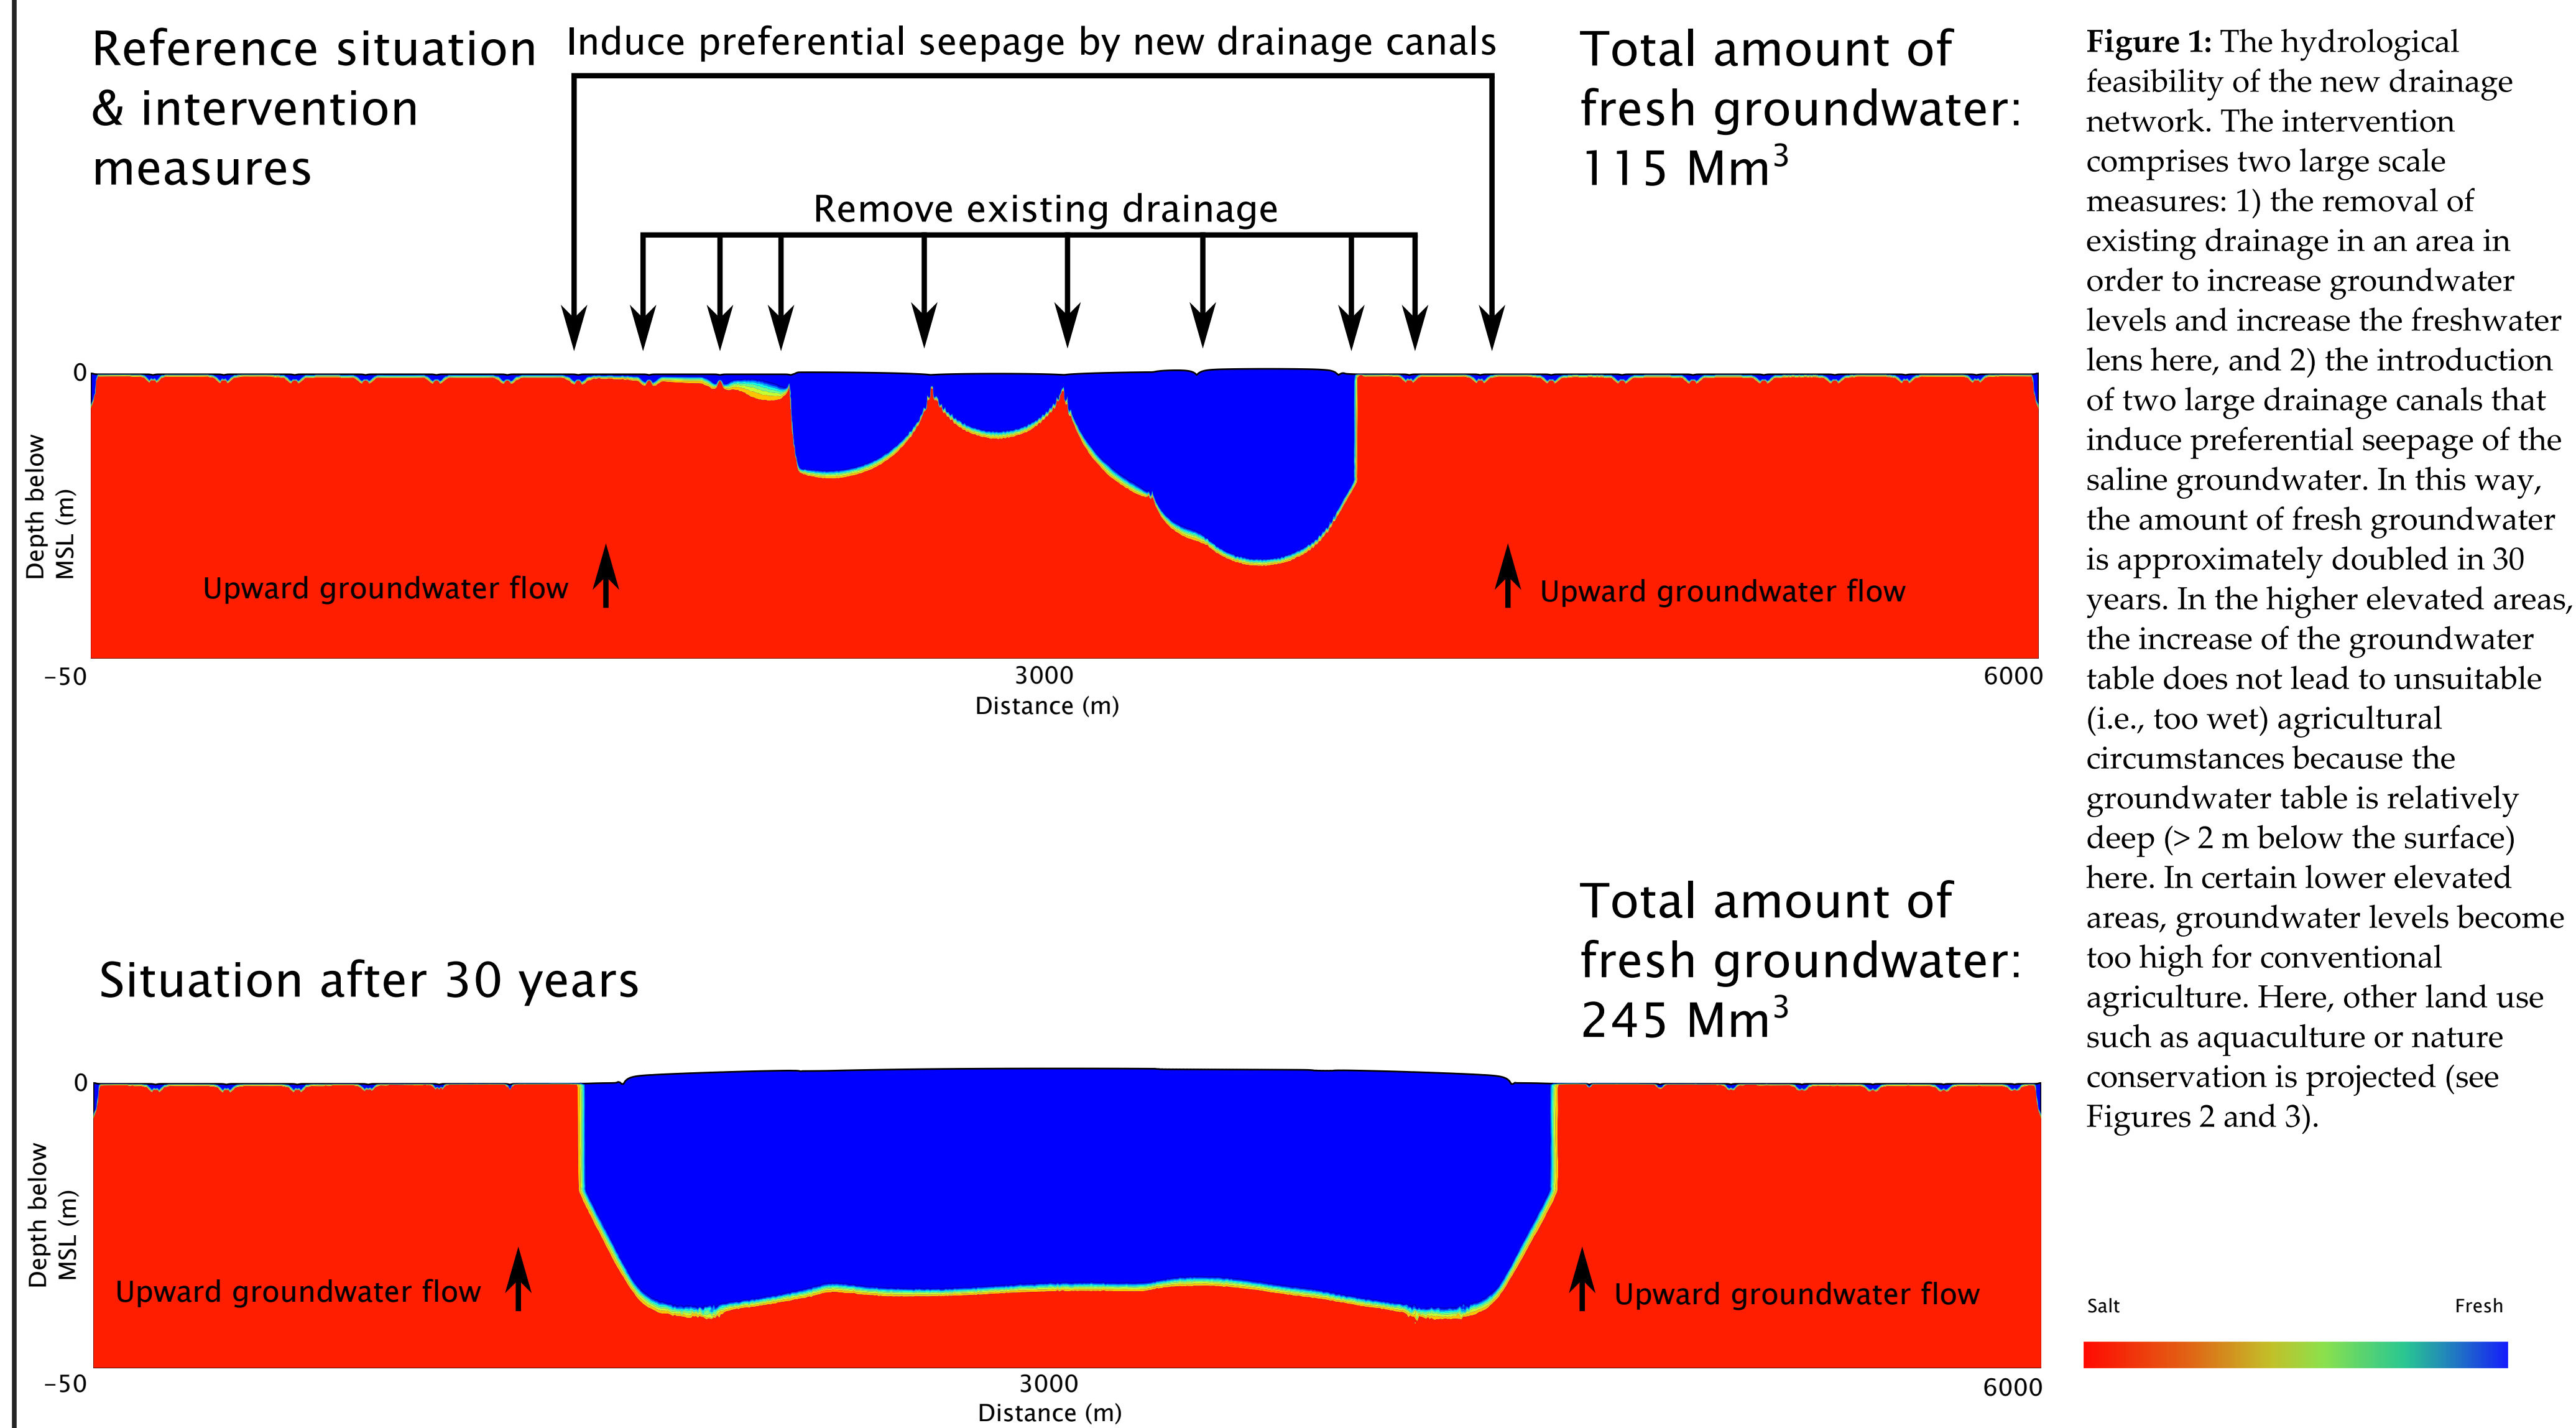 Reference situation
& intervention
measures
Induce preferential seepage by new drainage canals
Remove existing drainage
Total amount of
fresh groundwater:
115 Mm³
0
Depth below
MSL (m)
Upward groundwater flow
Upward groundwater flow
−50
3000
6000
Distance (m)
Situation after 30 years
Total amount of
fresh groundwater:
245 Mm³
0
Depth below
MSL (m)
Upward groundwater flow
Upward groundwater flow
−50
3000
6000
Distance (m)
Figure 1: The hydrological
feasibility of the new drainage
network. The intervention
comprises two large scale
measures: 1) the removal of
existing drainage in an area in
order to increase groundwater
levels and increase the freshwater
lens here, and 2) the introduction
of two large drainage canals that
induce preferential seepage of the
saline groundwater. In this way,
the amount of fresh groundwater
is approximately doubled in 30
years. In the higher elevated areas,
the increase of the groundwater
table does not lead to unsuitable
(i.e., too wet) agricultural
circumstances because the
groundwater table is relatively
deep (> 2 m below the surface)
here. In certain lower elevated
areas, groundwater levels become
too high for conventional
agriculture. Here, other land use
such as aquaculture or nature
conservation is projected (see
Figures 2 and 3).
Salt
Fresh